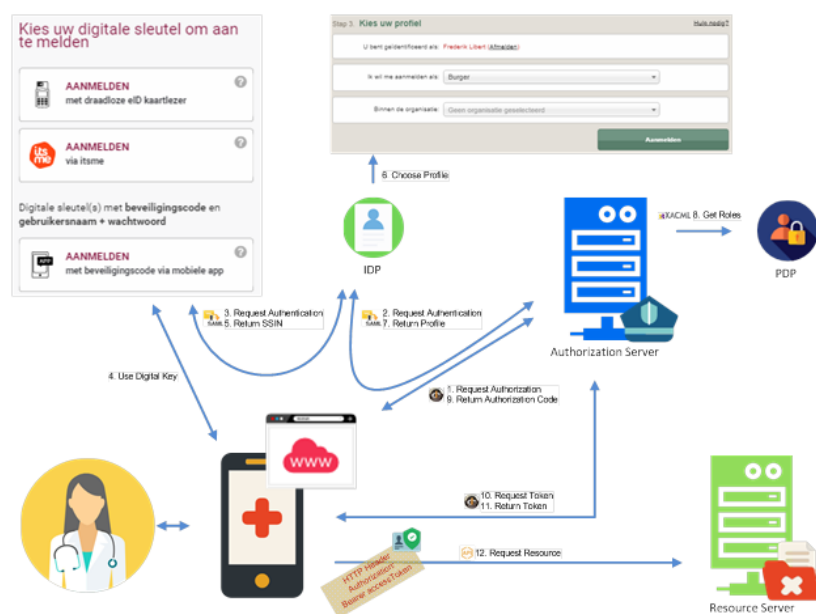 Kies uw digitale sleutel om aan
te melden
AANMELDEN
met draadloze eID kaartlezer
its
me
AANMELDEN
via itsme
Digitale sleutel(s) met beveiligingscode en
gebruikersnaam + wachtwoord
APP
AANMELDEN
met beveiligingscode via mobiele app
Stap 3. Kies uw profiel
Hulp nodig?
U bent geïdentificeerd als: Frederik Libert (Afmelden)
Ik wil me aanmelden als: Burger
Binnen de organisatie: Geen organisatie geselecteerd
Aanmelden
6. Choose Profile
IDP
XACML 8. Get Roles
PDP
Authorization Server
SAML
3. Request Authentication
5. Return SSIN
SAML
2. Request Authentication
7. Return Profile
4. Use Digital Key
1. Request Authorization
9. Return Authorization Code
www
10. Request Token
11. Return Token
12. Request Resource
HTTP Header
Authorization:
Bearer accessToken
Resource Server